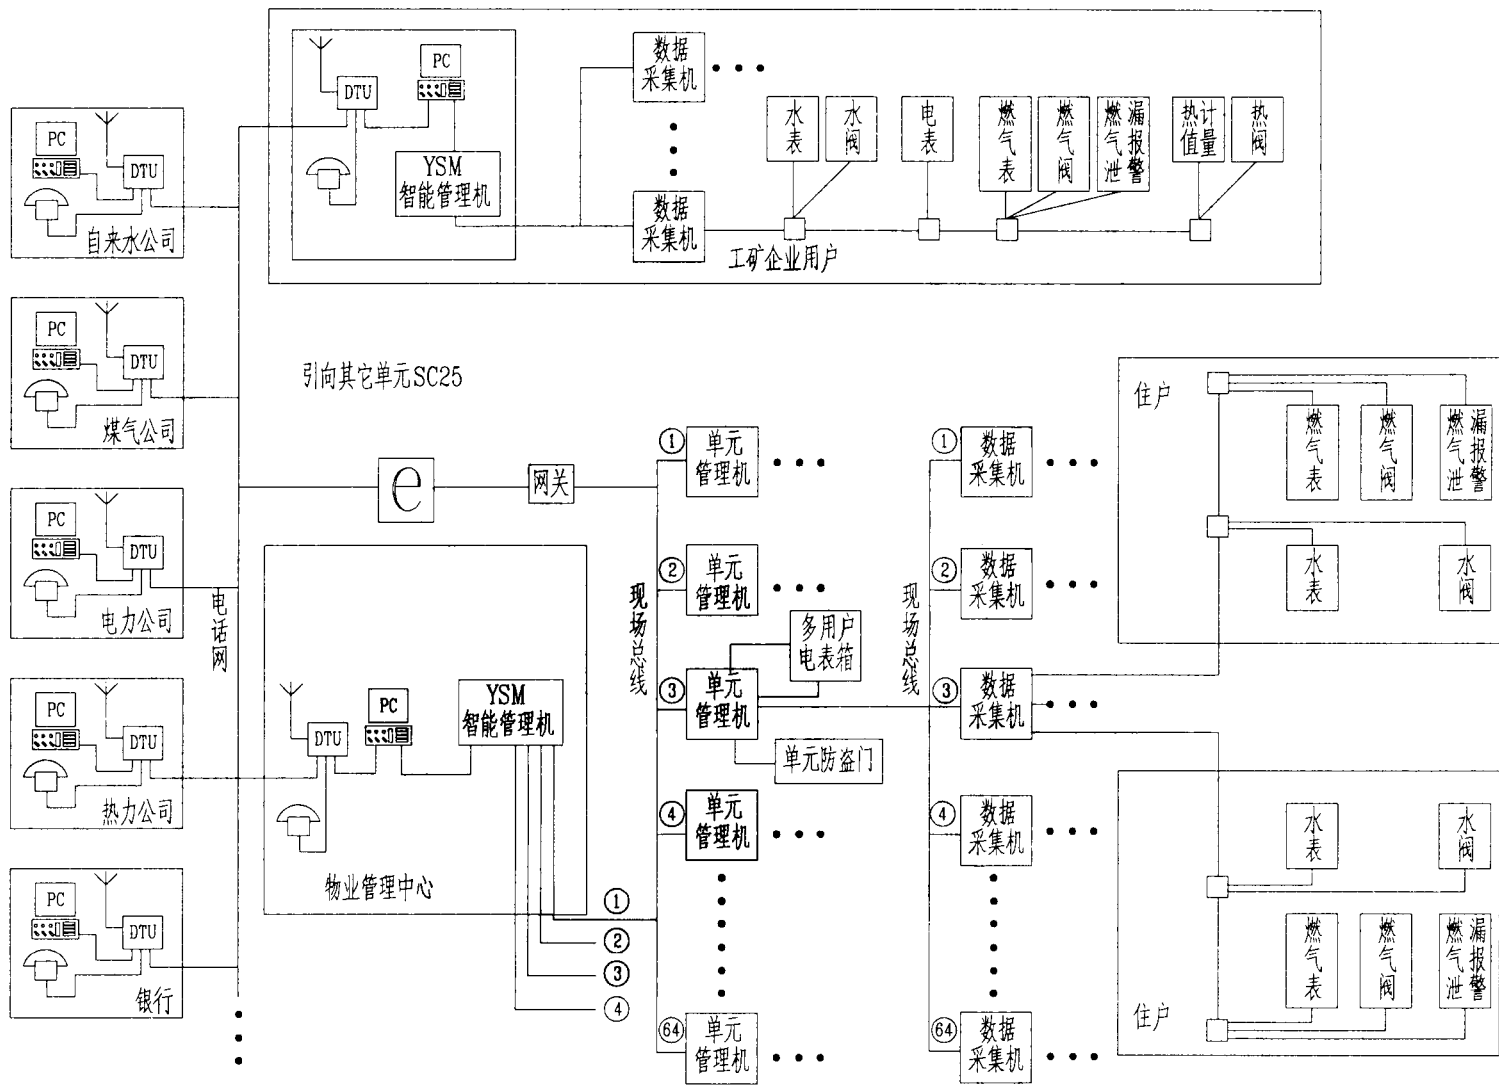 PC
DTU
自来水公司
PC
DTU
煤气公司
PC
DTU
电力公司
PC
DTU
热力公司
PC
DTU
银行
电话网
DTU
PC
YSM
智能管理机
数据
采集机
数据
采集机
水表
水阀
电表
燃气表
燃气阀
燃气泄
漏报警
热值
计量
热阀
工矿企业用户
引向其它单元SC25
e
网关
DTU
PC
YSM
智能管理机
物业管理中心
①
②
③
④
现场总线
①
单元
管理机
②
单元
管理机
③
单元
管理机
多用户
电表箱
单元防盗门
④
单元
管理机
64
单元
管理机
现场总线
①
数据
采集机
②
数据
采集机
③
数据
采集机
④
数据
采集机
64
数据
采集机
住户
燃气表
燃气阀
燃气泄
漏报警
水表
水阀
水表
水阀
燃气表
燃气阀
燃气泄
漏报警
住户